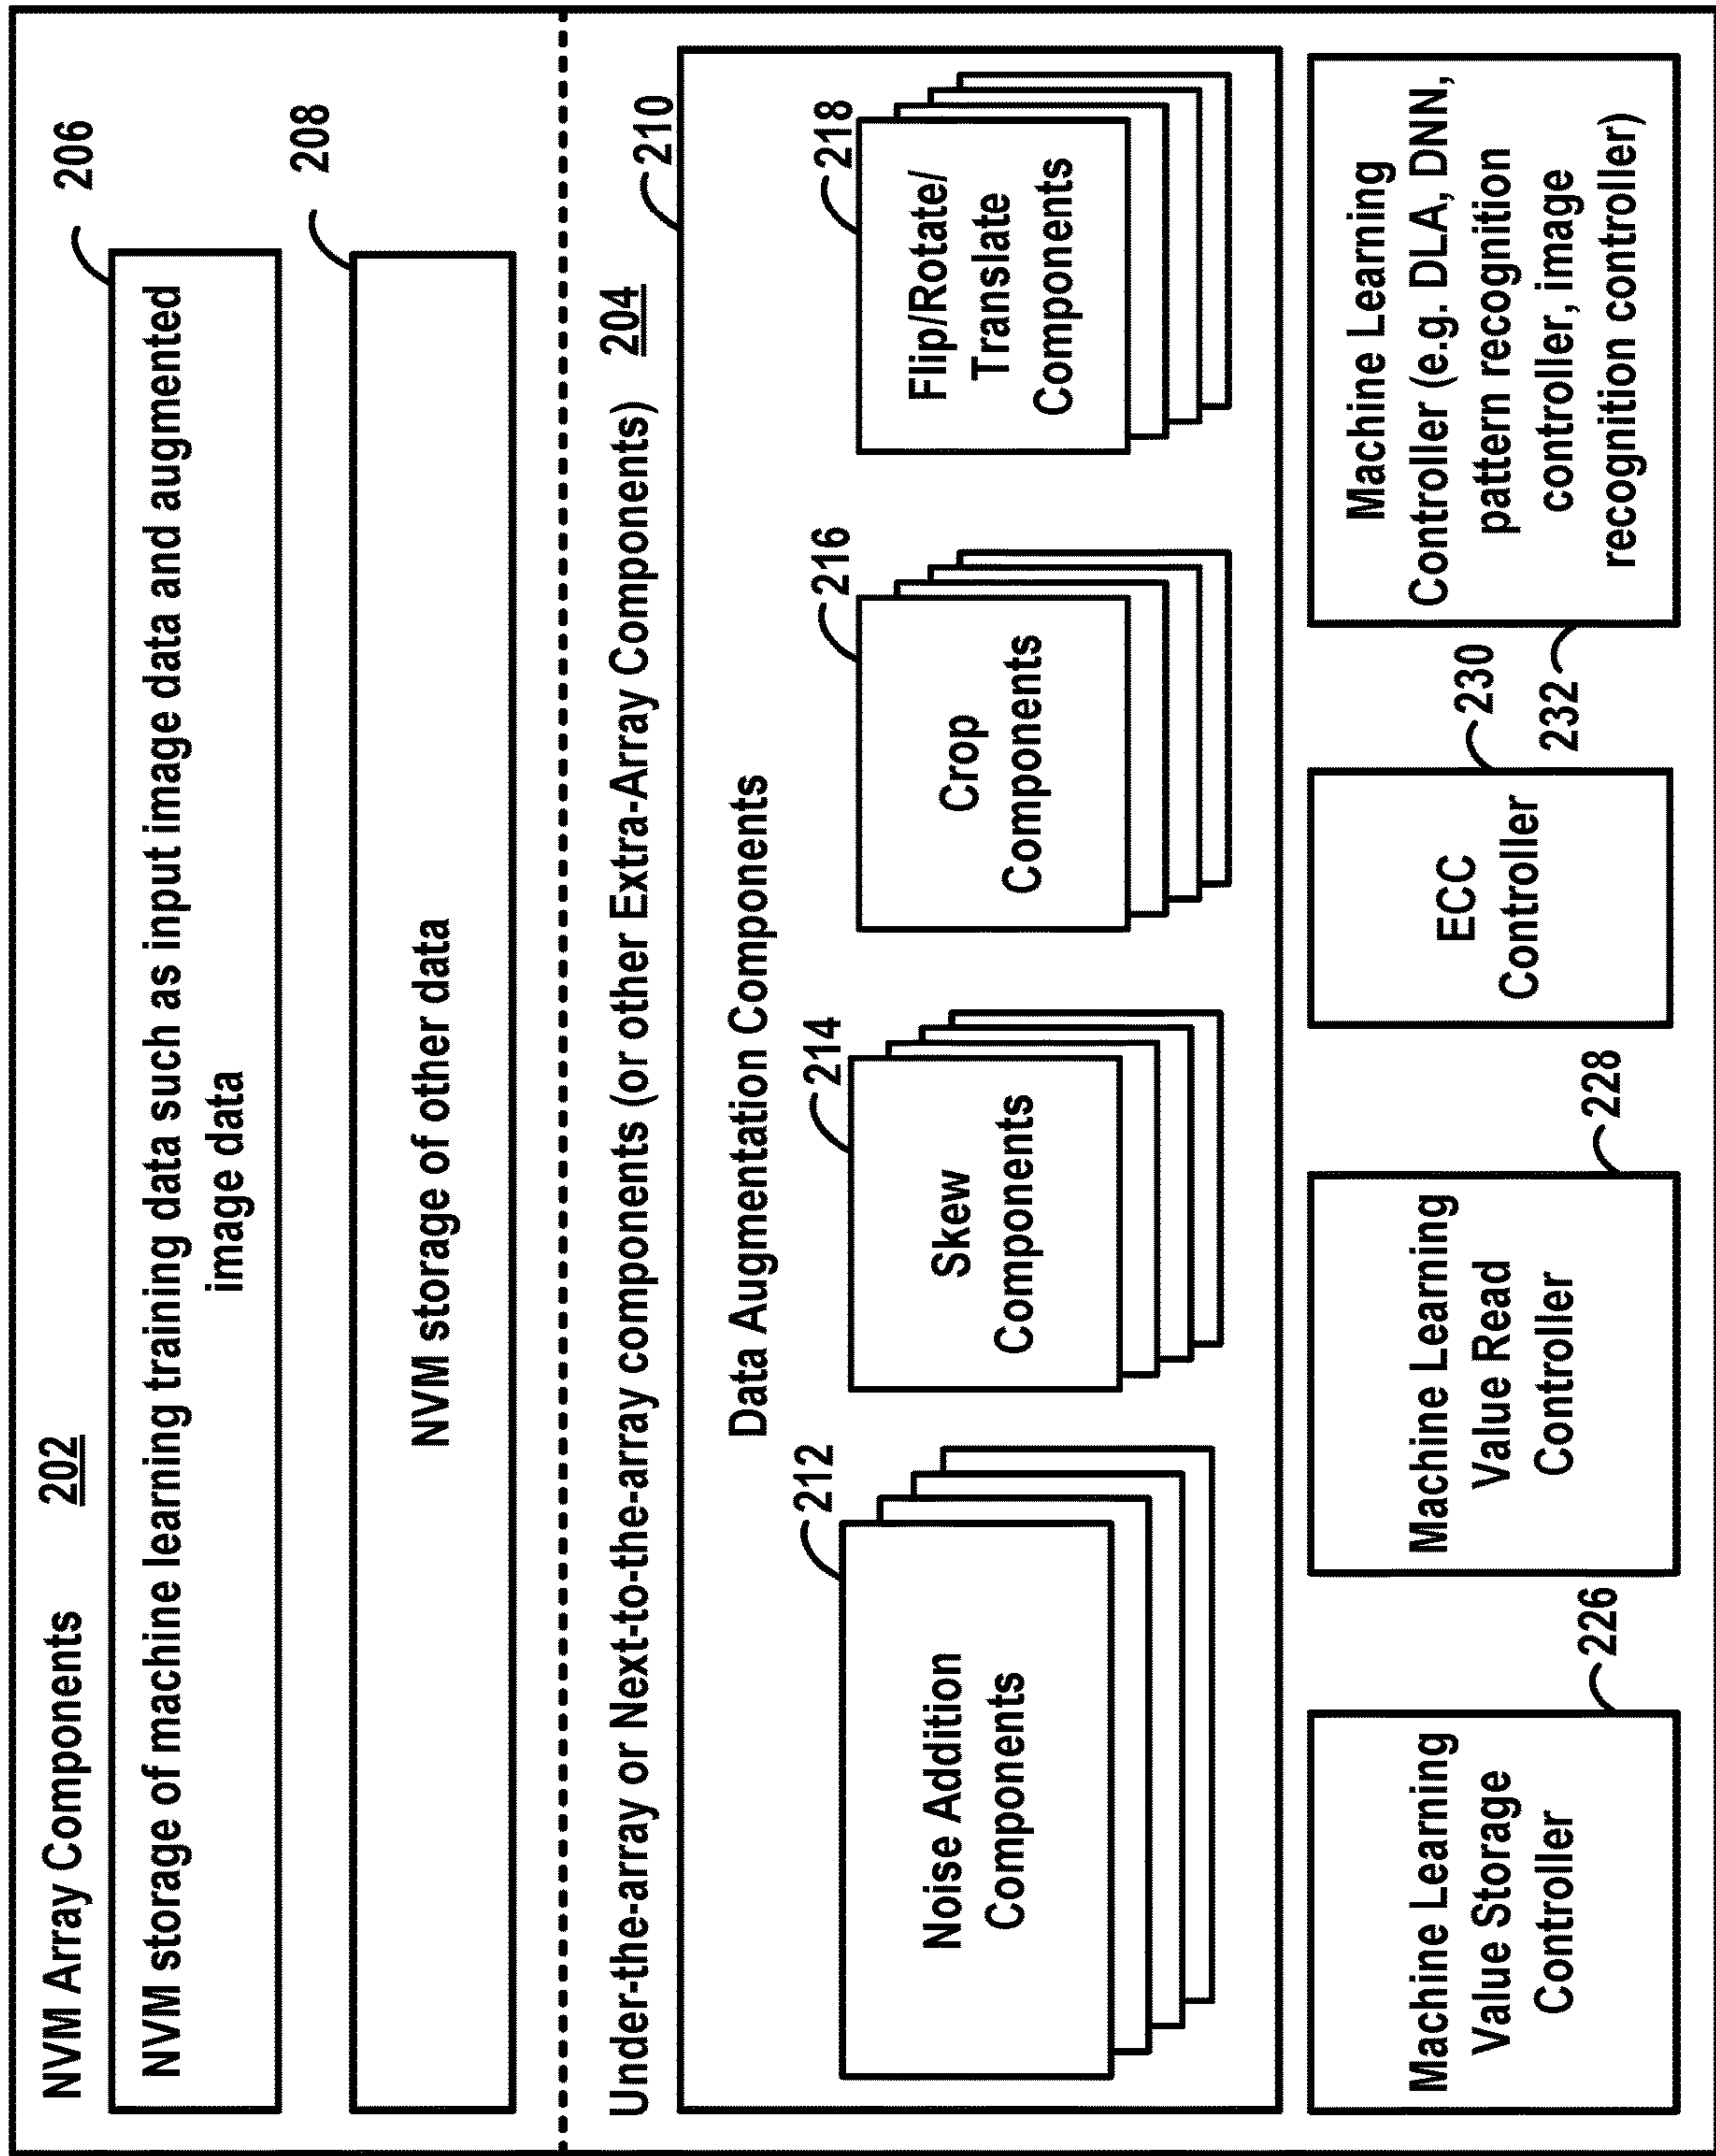 NVM Array Components 202
206
NVM storage of machine learning training data such as input image data and augmented
image data
208
NVM storage of other data
Under-the-array or Next-to-the-array components (or other Extra-Array Components) 204
210
Data Augmentation Components
212
Noise Addition
Components
214
Skew
Components
216
Crop
Components
218
Flip/Rotate/
Translate
Components
226
Machine Learning
Value Storage
Controller
228
Machine Learning
Value Read
Controller
230
ECC
Controller
232
Machine Learning
Controller (e.g. DLA, DNN,
pattern recognition
controller, image
recognition controller)